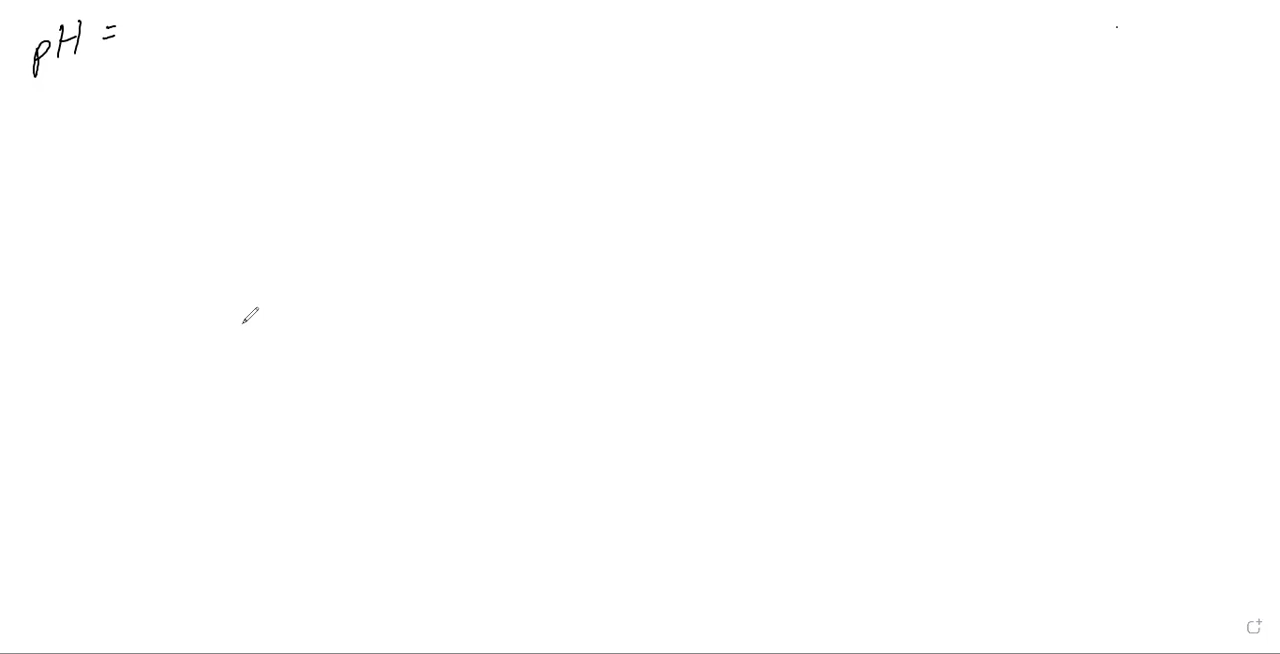 pH =